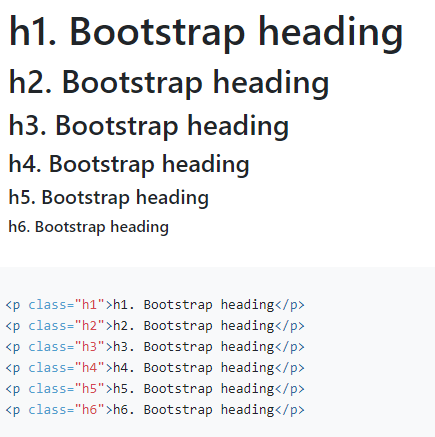 h1. Bootstrap heading
h2. Bootstrap heading
h3. Bootstrap heading
h4. Bootstrap heading
h5. Bootstrap heading
h6. Bootstrap heading
<p class="h1">h1. Bootstrap heading</p>
<p class="h2">h2. Bootstrap heading</p>
<p class="h3">h3. Bootstrap heading</p>
<p class="h4">h4. Bootstrap heading</p>
<p class="h5">h5. Bootstrap heading</p>
<p class="h6">h6. Bootstrap heading</p>